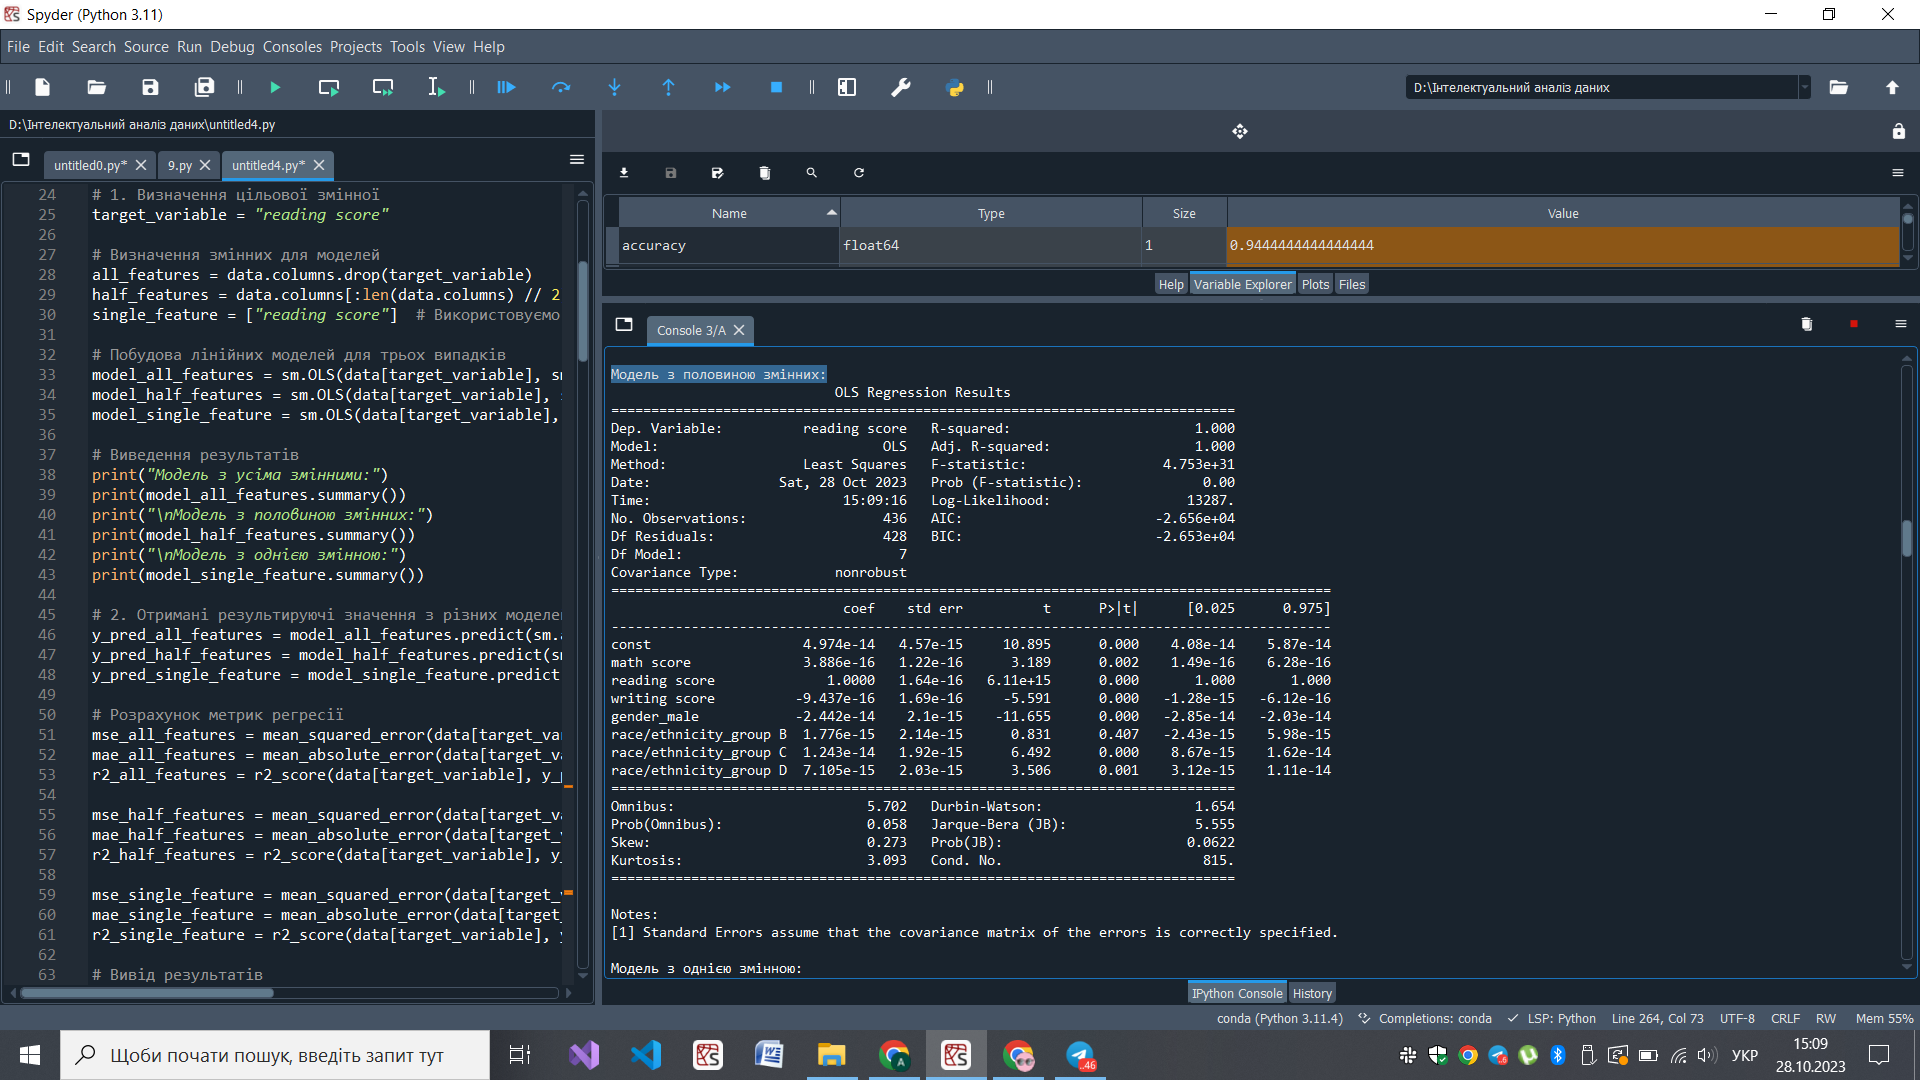 Spyder (Python 3.11)
File Edit Search Source Run Debug Consoles Projects Tools View Help
D:\Інтелектуальний аналіз даних
D:\Інтелектуальний аналіз даних\untitled4.py
untitled0.py* 9.py untitled4.py*
24 # 1. Визначення цільової змінної
25 target_variable = "reading score"
26
27 # Визначення змінних для моделей
28 all_features = data.columns.drop(target_variable)
29 half_features = data.columns[:len(data.columns) // 2
30 single_feature = ["reading score"]  # Використовуємо
31
32 # Побудова лінійних моделей для трьох випадків
33 model_all_features = sm.OLS(data[target_variable], sm
34 model_half_features = sm.OLS(data[target_variable], s
35 model_single_feature = sm.OLS(data[target_variable],
36
37 # Виведення результатів
38 print("Модель з усіма змінними:")
39 print(model_all_features.summary())
40 print("\nМодель з половиною змінних:")
41 print(model_half_features.summary())
42 print("\nМодель з однією змінною:")
43 print(model_single_feature.summary())
44
45 # 2. Отримані результируючі значення з різних моделей
46 y_pred_all_features = model_all_features.predict(sm.a
47 y_pred_half_features = model_half_features.predict(sm
48 y_pred_single_feature = model_single_feature.predict
49
50 # Розрахунок метрик регресії
51 mse_all_features = mean_squared_error(data[target_va
52 mae_all_features = mean_absolute_error(data[target_v
53 r2_all_features = r2_score(data[target_variable], y_
54
55 mse_half_features = mean_squared_error(data[target_v
56 mae_half_features = mean_absolute_error(data[target_
57 r2_half_features = r2_score(data[target_variable], y_
58
59 mse_single_feature = mean_squared_error(data[target_
60 mae_single_feature = mean_absolute_error(data[target_
61 r2_single_feature = r2_score(data[target_variable], y
62
63 # Вивід результатів
Name Type Size Value
accuracy float64 1 0.9444444444444444
Help Variable Explorer Plots Files
Console 3/A
Модель з половиною змінних:
OLS Regression Results
==============================================================================
Dep. Variable: reading score R-squared: 1.000
Model: OLS Adj. R-squared: 1.000
Method: Least Squares F-statistic: 4.753e+31
Date: Sat, 28 Oct 2023 Prob (F-statistic): 0.00
Time: 15:09:16 Log-Likelihood: 13287.
No. Observations: 436 AIC: -2.656e+04
Df Residuals: 428 BIC: -2.653e+04
Df Model: 7
Covariance Type: nonrobust
==========================================================================================
coef std err t P>|t| [0.025 0.975]
------------------------------------------------------------------------------------------
const 4.974e-14 4.57e-15 10.895 0.000 4.08e-14 5.87e-14
math score 3.886e-16 1.22e-16 3.189 0.002 1.49e-16 6.28e-16
reading score 1.0000 1.64e-16 6.11e+15 0.000 1.000 1.000
writing score -9.437e-16 1.69e-16 -5.591 0.000 -1.28e-15 -6.12e-16
gender_male -2.442e-14 2.1e-15 -11.655 0.000 -2.85e-14 -2.03e-14
race/ethnicity_group B 1.776e-15 2.14e-15 0.831 0.407 -2.43e-15 5.98e-15
race/ethnicity_group C 1.243e-14 1.92e-15 6.492 0.000 8.67e-15 1.62e-14
race/ethnicity_group D 7.105e-15 2.03e-15 3.506 0.001 3.12e-15 1.11e-14
==============================================================================
Omnibus: 5.702 Durbin-Watson: 1.654
Prob(Omnibus): 0.058 Jarque-Bera (JB): 5.555
Skew: 0.273 Prob(JB): 0.0622
Kurtosis: 3.093 Cond. No. 815.
==============================================================================
Notes:
[1] Standard Errors assume that the covariance matrix of the errors is correctly specified.
Модель з однією змінною:
IPython Console History
conda (Python 3.11.4) Completions: conda LSP: Python Line 264, Col 73 UTF-8 CRLF RW Mem 55%
Щоби почати пошук, введіть запит тут
УКР
15:09
28.10.2023